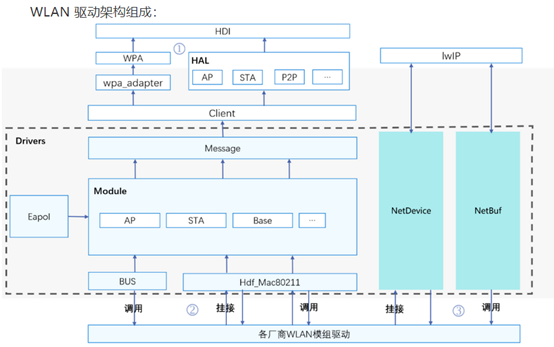 WLAN 驱动架构组成：
HDI
WPA
①
HAL
AP
STA
P2P
...
lwIP
wpa_adapter
Client
Drivers
Message
Module
AP
STA
Base
...
Eapol
NetDevice
NetBuf
BUS
Hdf_Mac80211
调用
②
挂接
调用
挂接
③
调用
各厂商WLAN模组驱动